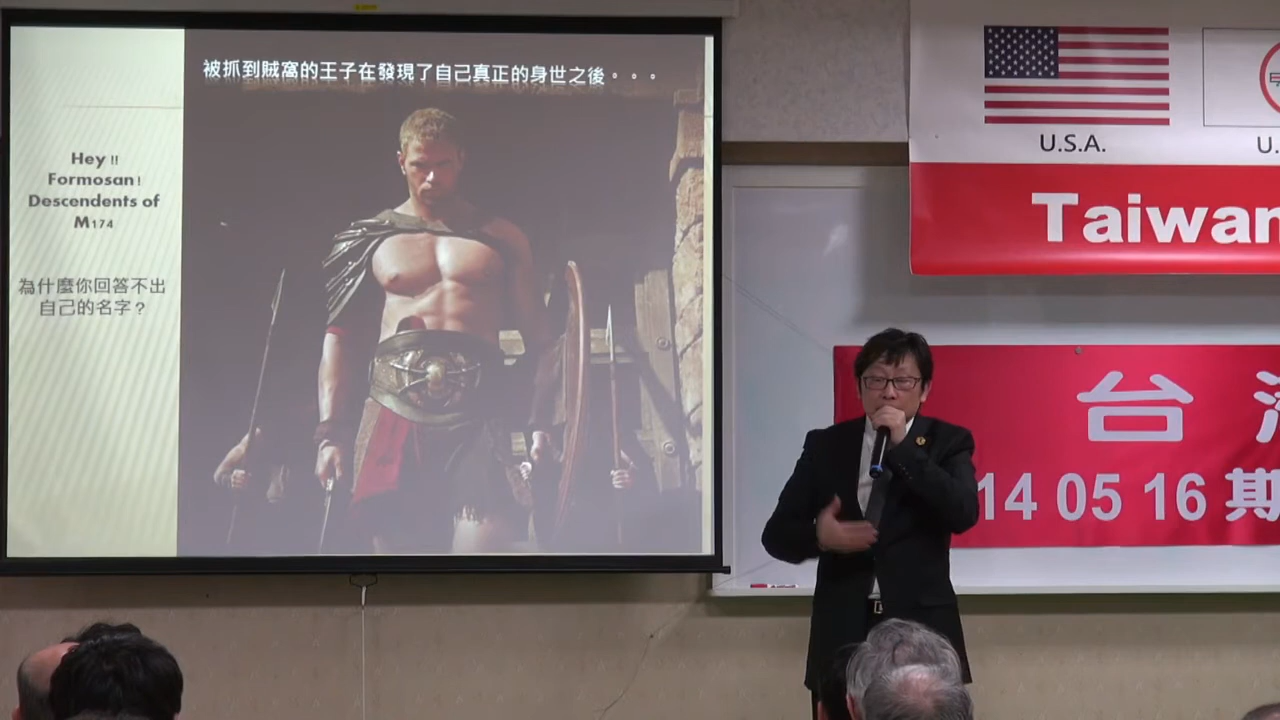 被抓到賊窩的王子在發現了自己真正的身世之後。。。
Hey !!
Formosan !
Descendents of
M174
為什麼你回答不出
自己的名字？
U.S.A.
U.
Taiwan
台
14 05 16 期